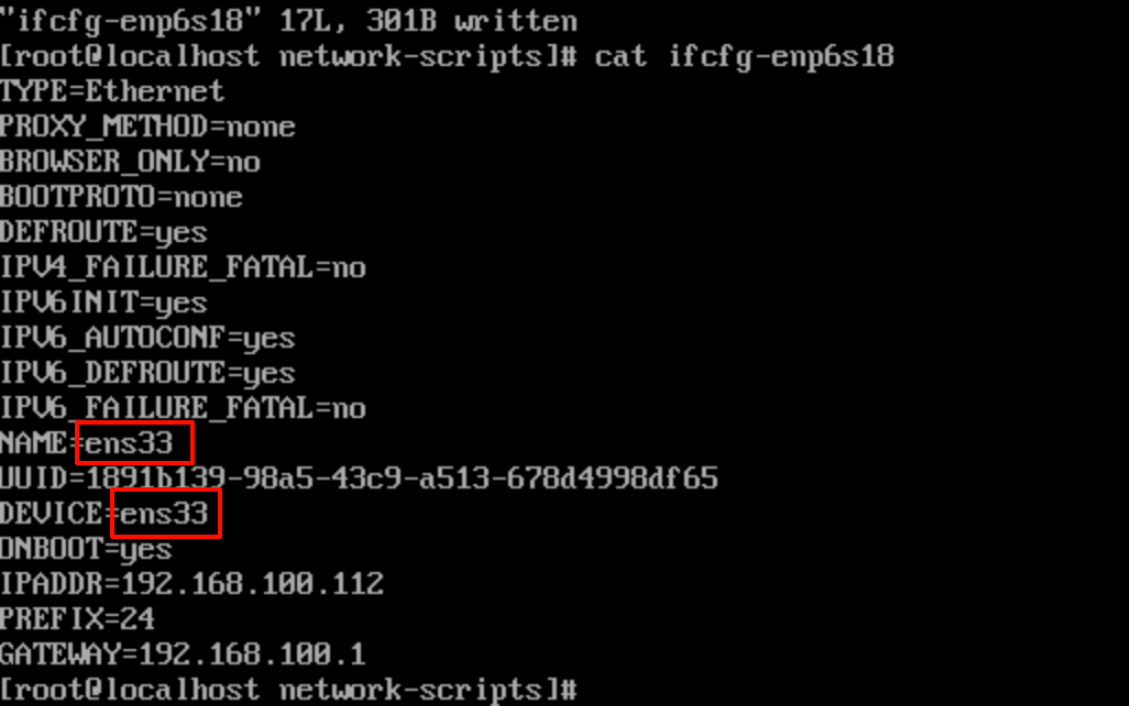 "ifcfg-enp6s18" 17L, 301B written
[root@localhost network-scripts]# cat ifcfg-enp6s18
TYPE=Ethernet
PROXY_METHOD=none
BROWSER_ONLY=no
BOOTPROTO=none
DEFROUTE=yes
IPV4_FAILURE_FATAL=no
IPV6INIT=yes
IPV6_AUTOCONF=yes
IPV6_DEFROUTE=yes
IPV6_FAILURE_FATAL=no
NAME=ens33
UUID=1891b139-98a5-43c9-a513-678d4998df65
DEVICE=ens33
ONBOOT=yes
IPADDR=192.168.100.112
PREFIX=24
GATEWAY=192.168.100.1
[root@localhost network-scripts]#